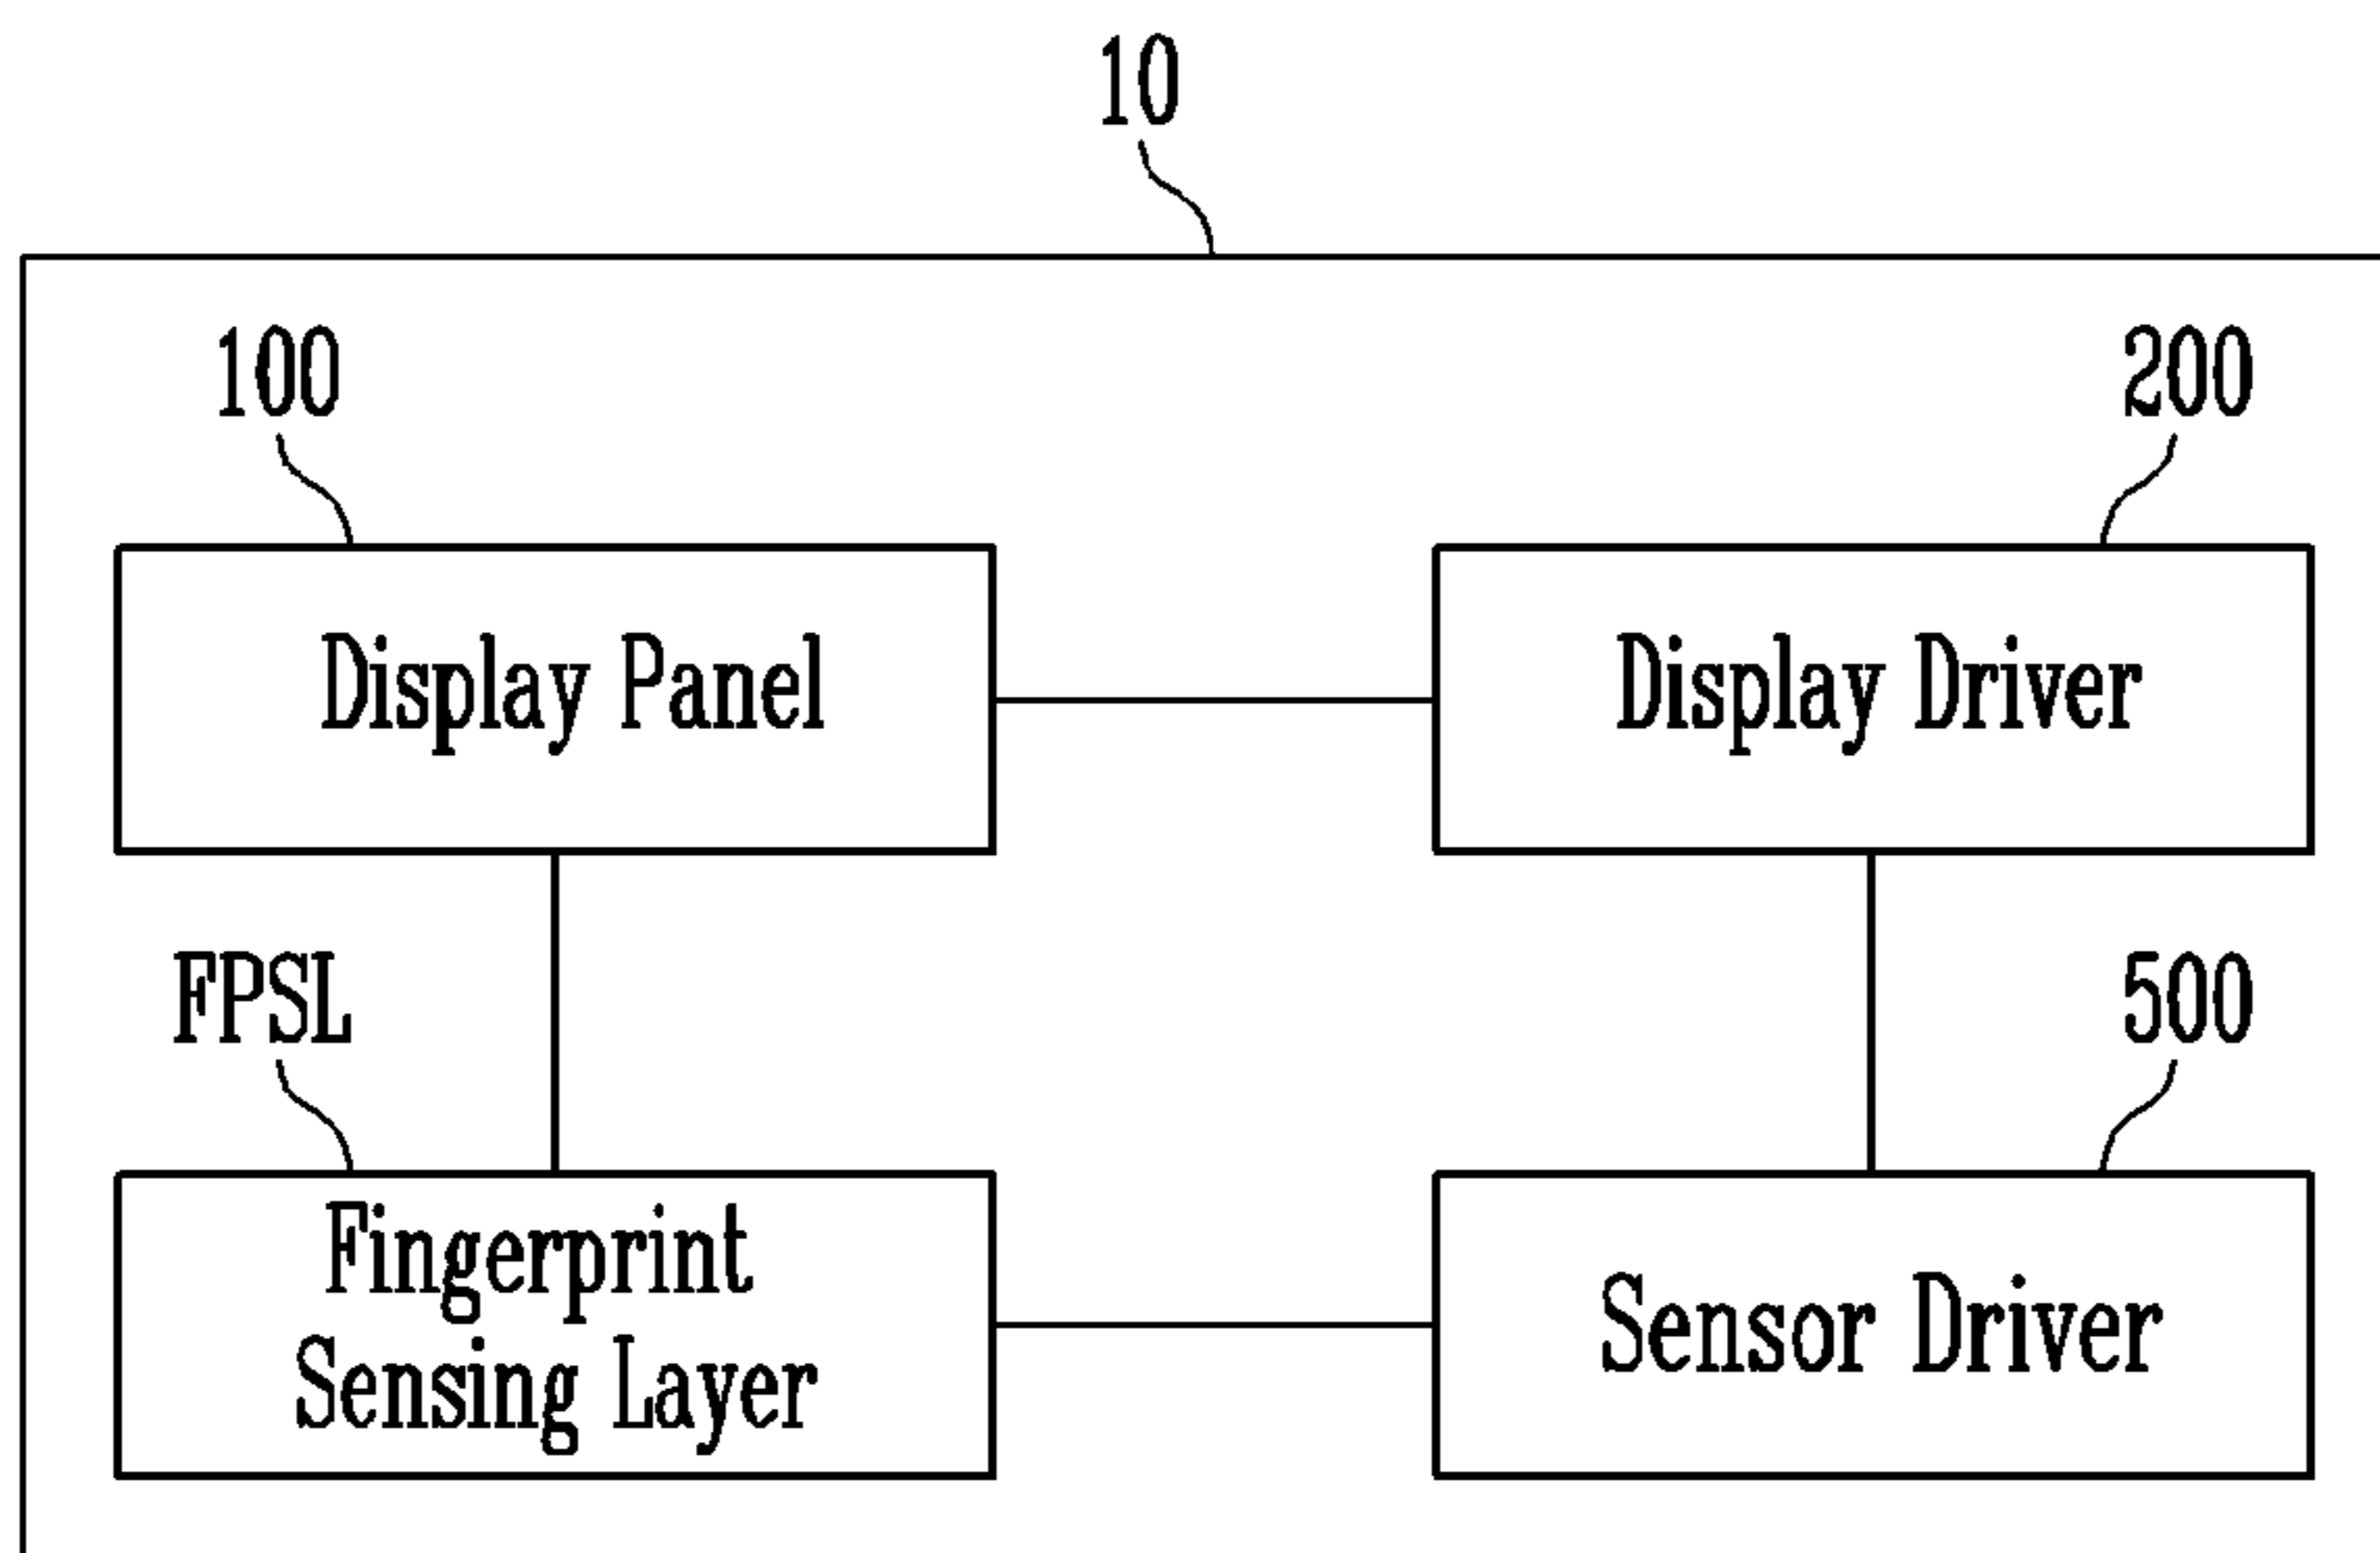 10
100
200
Display Panel
Display Driver
FPSL
500
Fingerprint
Sensing Layer
Sensor Driver